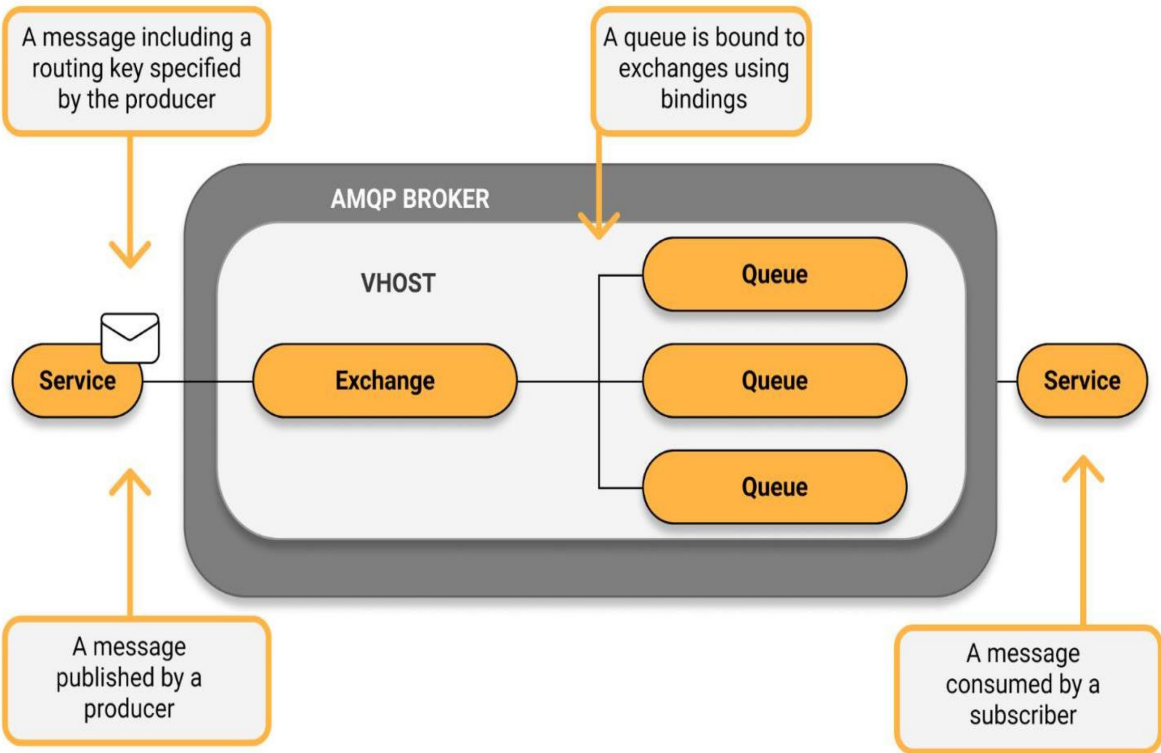 A message including a
routing key specified
by the producer
A queue is bound to
exchanges using
bindings
AMQP BROKER
VHOST
Queue
Service
Exchange
Queue
Service
Queue
A message
published by a
producer
A message
consumed by a
subscriber